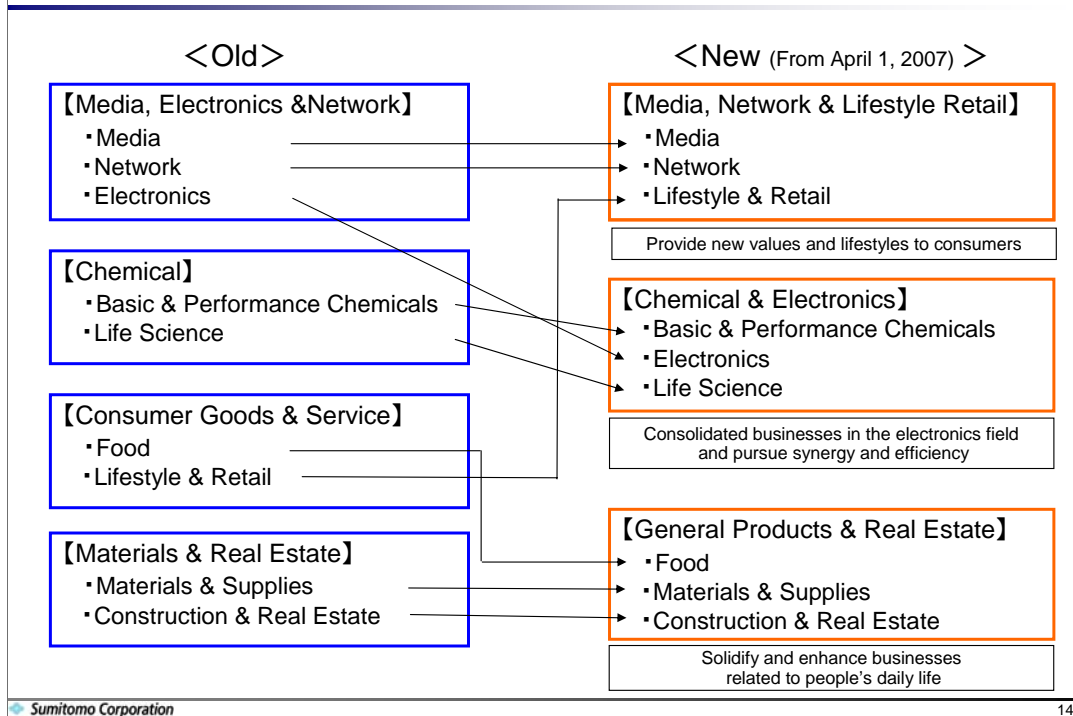 ＜Old＞
＜New (From April 1, 2007) ＞
【Media, Electronics &Network】
・Media
・Network
・Electronics
【Chemical】
・Basic & Performance Chemicals
・Life Science
【Consumer Goods & Service】
・Food
・Lifestyle & Retail
【Materials & Real Estate】
・Materials & Supplies
・Construction & Real Estate
【Media, Network & Lifestyle Retail】
・Media
・Network
・Lifestyle & Retail
Provide new values and lifestyles to consumers
【Chemical & Electronics】
・Basic & Performance Chemicals
・Electronics
・Life Science
Consolidated businesses in the electronics field
and pursue synergy and efficiency
【General Products & Real Estate】
・Food
・Materials & Supplies
・Construction & Real Estate
Solidify and enhance businesses
related to people’s daily life
Sumitomo Corporation
14